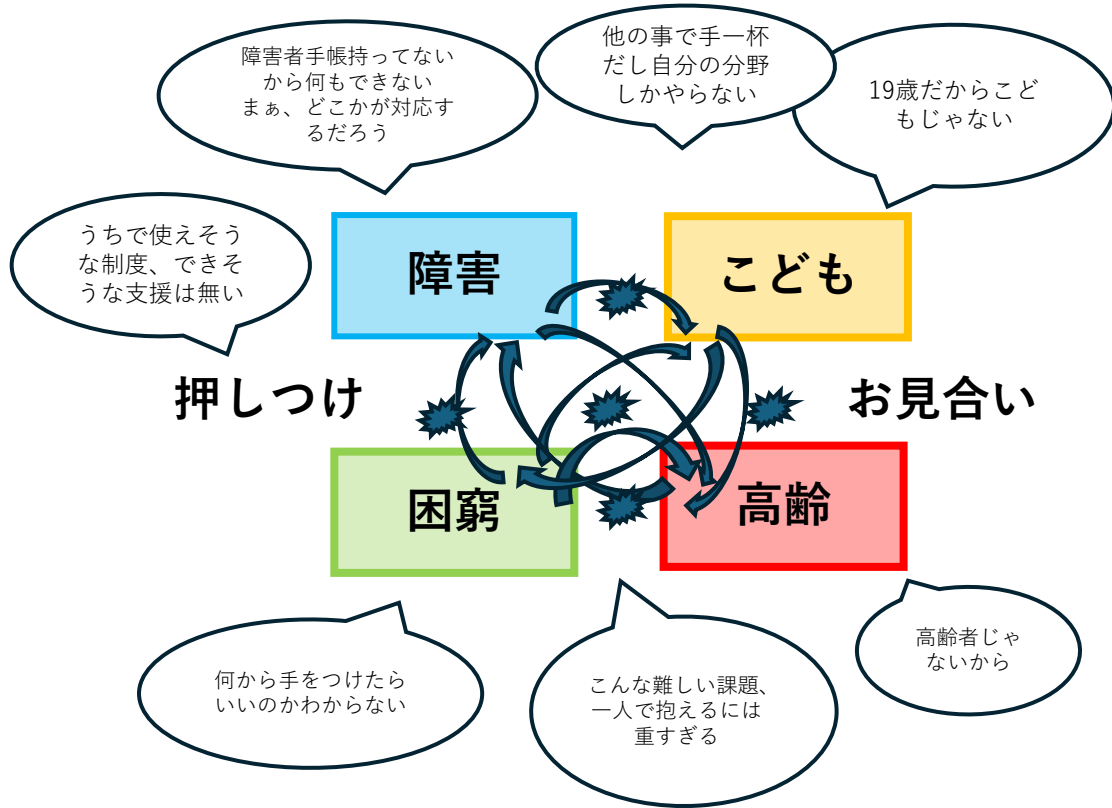 障害者手帳持ってない
から何もできない
まぁ、どこかが対応す
るだろう
他の事で手一杯
だし自分の分野
しかやらない
19歳だからこど
もじゃない
うちで使えそう
な制度、できそ
うな支援は無い
障害
こども
押しつけ
お見合い
困窮
高齢
何から手をつけたら
いいのかわからない
こんな難しい課題、
一人で抱えるには
重すぎる
高齢者じゃ
ないから